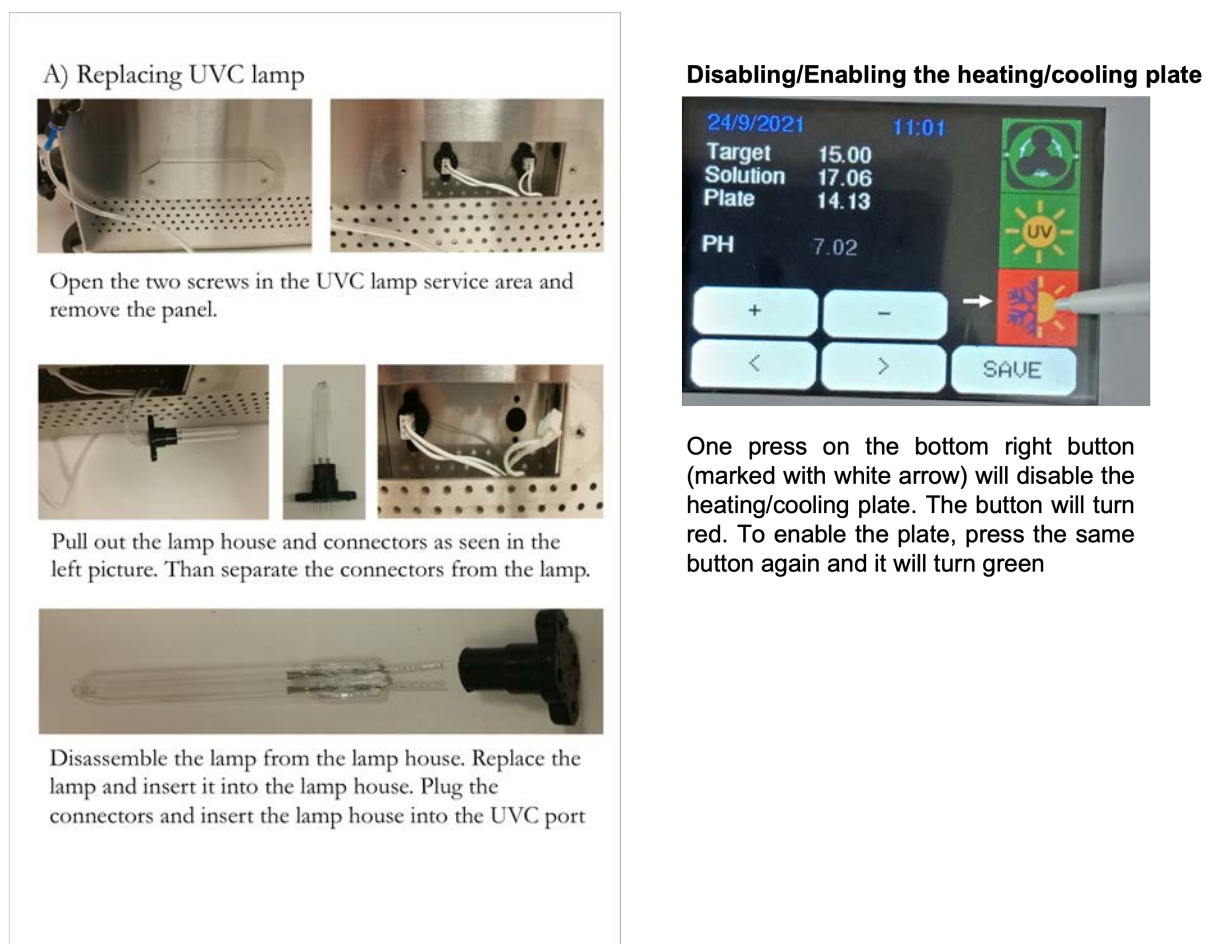 A) Replacing UVC lamp
Open the two screws in the UVC lamp service area and
remove the panel.
Pull out the lamp house and connectors as seen in the
left picture. Than separate the connectors from the lamp.
Disassemble the lamp from the lamp house. Replace the
lamp and insert it into the lamp house. Plug the
connectors and insert the lamp house into the UVC port
Disabling/Enabling the heating/cooling plate
24/9/2021 11:01
Target 15.00
Solution 17.06
Plate 14.13
PH 7.02
UV
+ −
< > SAVE
One press on the bottom right button
(marked with white arrow) will disable the
heating/cooling plate. The button will turn
red. To enable the plate, press the same
button again and it will turn green